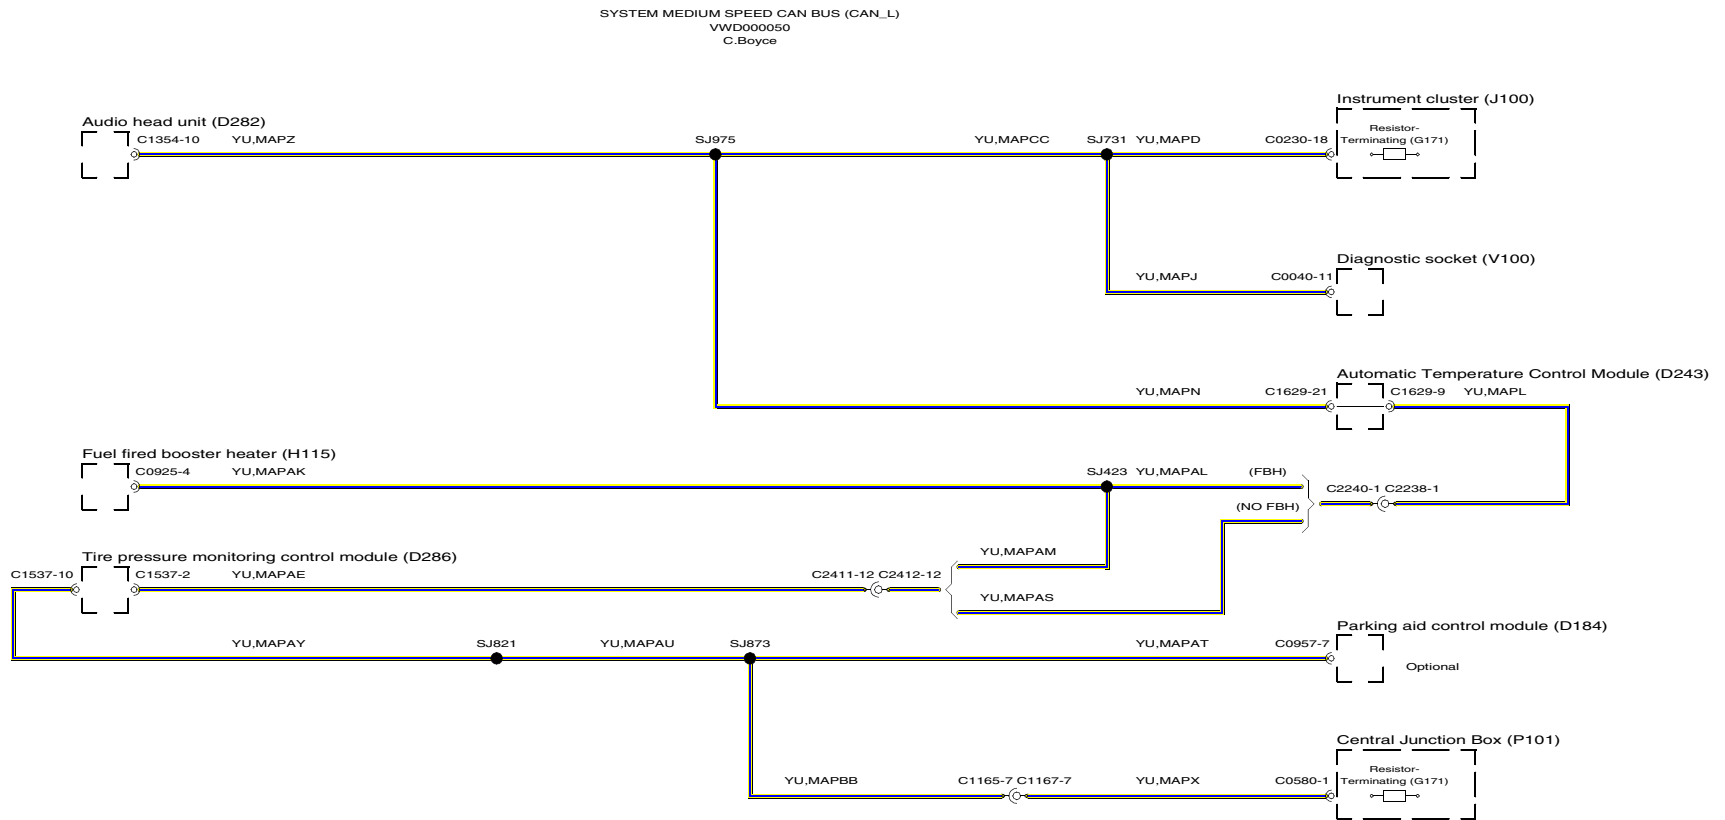 SYSTEM MEDIUM SPEED CAN BUS (CAN_L)
VWD000050
C.Boyce
Instrument cluster (J100)
Audio head unit (D282)
C1354-10 YU,MAPZ SJ975 YU,MAPCC SJ731 YU,MAPD C0230-18
Resistor-
Terminating (G171)
Diagnostic socket (V100)
YU,MAPJ C0040-11
Automatic Temperature Control Module (D243)
YU,MAPN C1629-21 C1629-9 YU,MAPL
Fuel fired booster heater (H115)
C0925-4 YU,MAPAK SJ423 YU,MAPAL (FBH)
C2240-1 C2238-1
(NO FBH)
Tire pressure monitoring control module (D286)
YU,MAPAM
C1537-10 C1537-2 YU,MAPAE C2411-12 C2412-12
YU,MAPAS
Parking aid control module (D184)
YU,MAPAY SJ821 YU,MAPAU SJ873 YU,MAPAT C0957-7
Optional
Central Junction Box (P101)
Resistor-
Terminating (G171)
YU,MAPBB C1165-7 C1167-7 YU,MAPX C0580-1